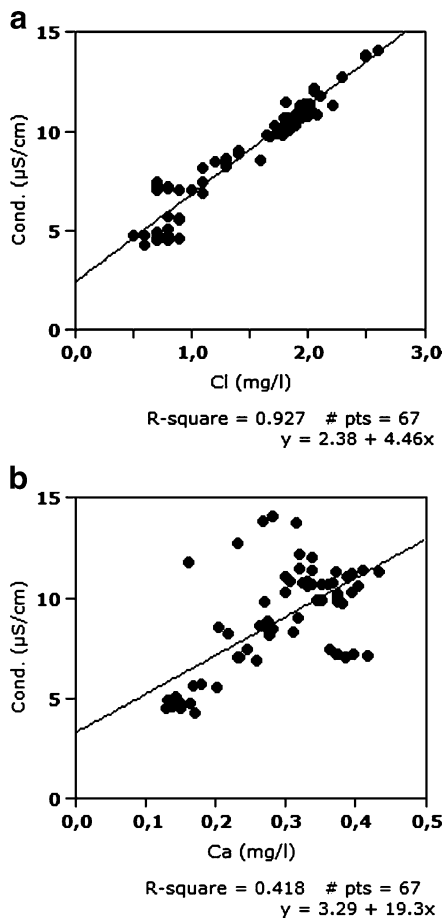 a
15
10
5
0
Cond. (µS/cm)
0,0 1,0 2,0 3,0
Cl (mg/l)
R-square = 0.927 # pts = 67
y = 2.38 + 4.46x
b
15
10
5
0
Cond. (µS/cm)
0,0 0,1 0,2 0,3 0,4 0,5
Ca (mg/l)
R-square = 0.418 # pts = 67
y = 3.29 + 19.3x